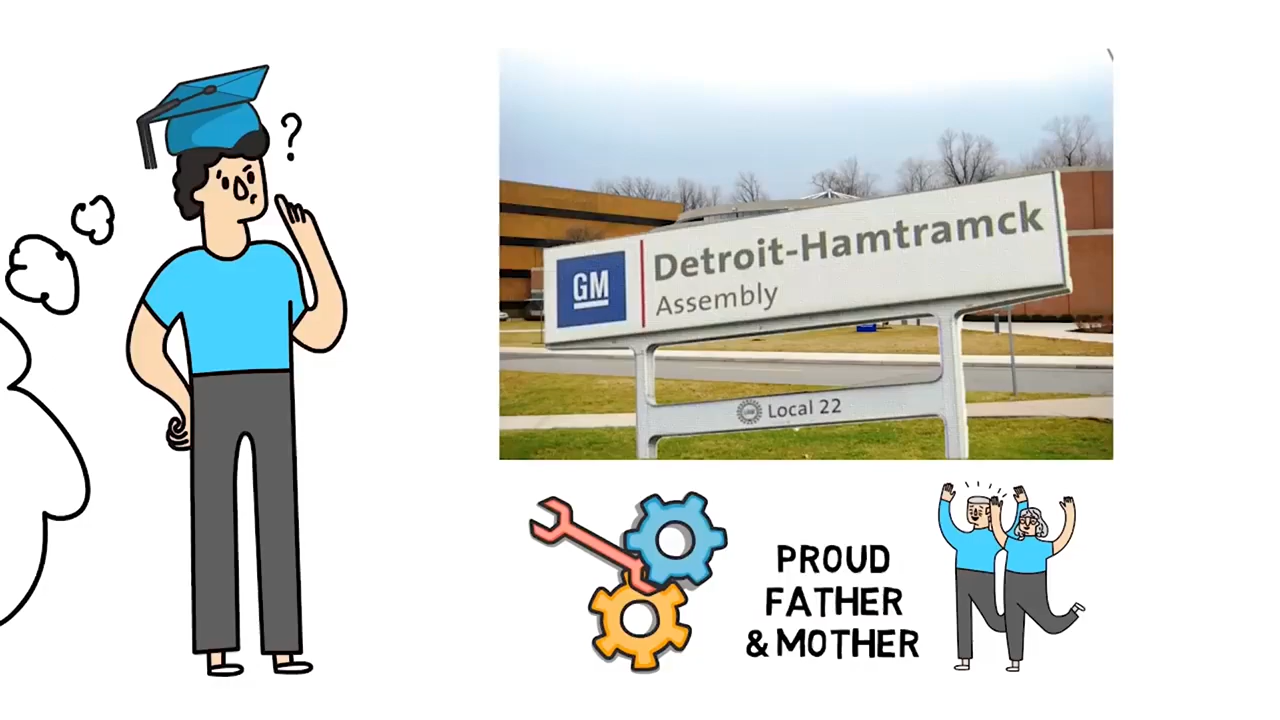 ?
GM
Detroit-Hamtramck
Assembly
Local 22
PROUD
FATHER
& MOTHER